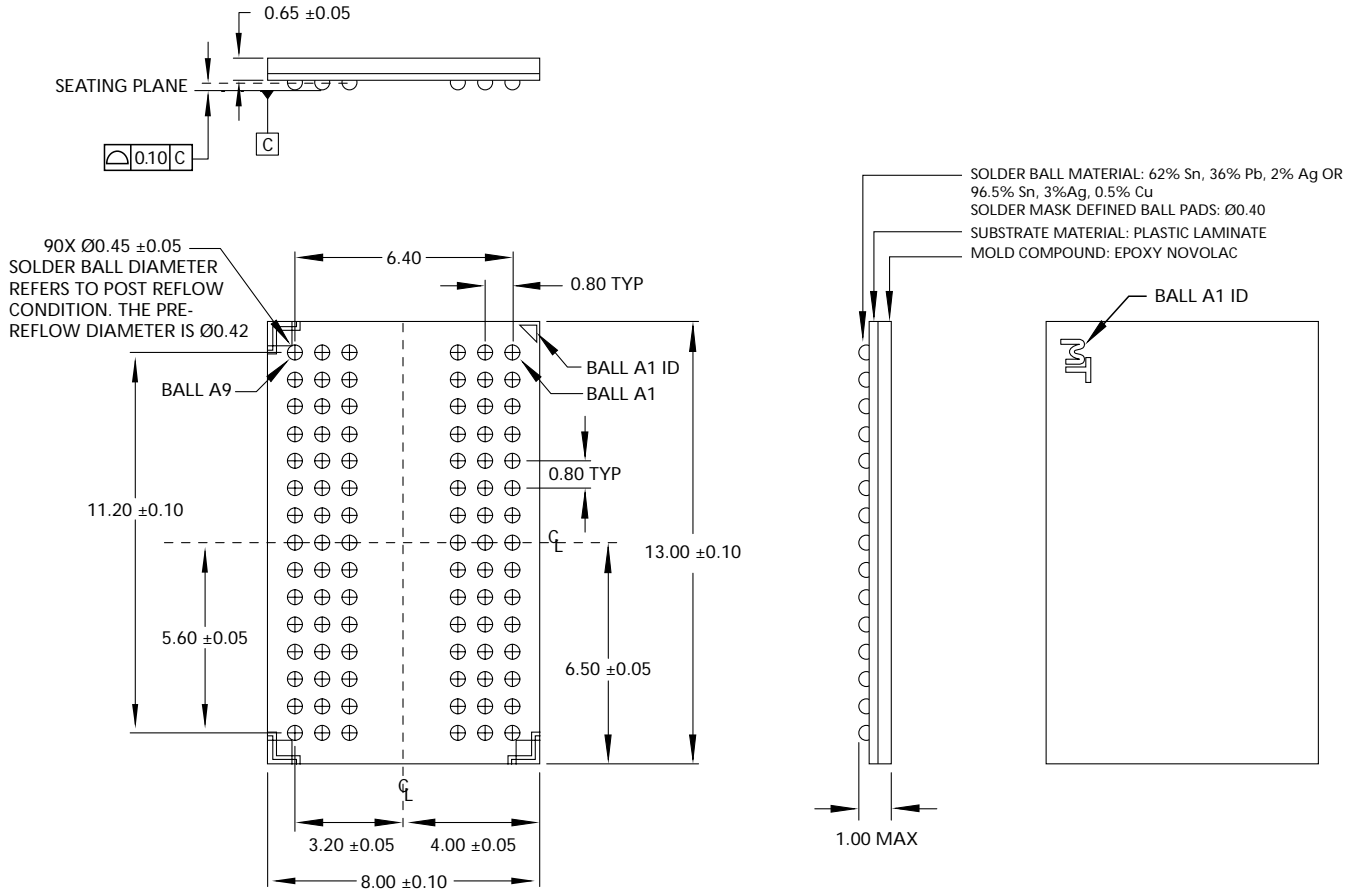 0.65 ±0.05
SEATING PLANE
C
0.10 C
SOLDER BALL MATERIAL: 62% Sn, 36% Pb, 2% Ag OR
96.5% Sn, 3%Ag, 0.5% Cu
SOLDER MASK DEFINED BALL PADS: Ø0.40
SUBSTRATE MATERIAL: PLASTIC LAMINATE
MOLD COMPOUND: EPOXY NOVOLAC
90X Ø0.45 ±0.05
SOLDER BALL DIAMETER
REFERS TO POST REFLOW
CONDITION. THE PRE-
REFLOW DIAMETER IS Ø0.42
6.40
0.80 TYP
BALL A1 ID
BALL A1 ID
BALL A9
BALL A1
0.80 TYP
11.20 ±0.10
CL
13.00 ±0.10
5.60 ±0.05
6.50 ±0.05
CL
3.20 ±0.05
4.00 ±0.05
1.00 MAX
8.00 ±0.10